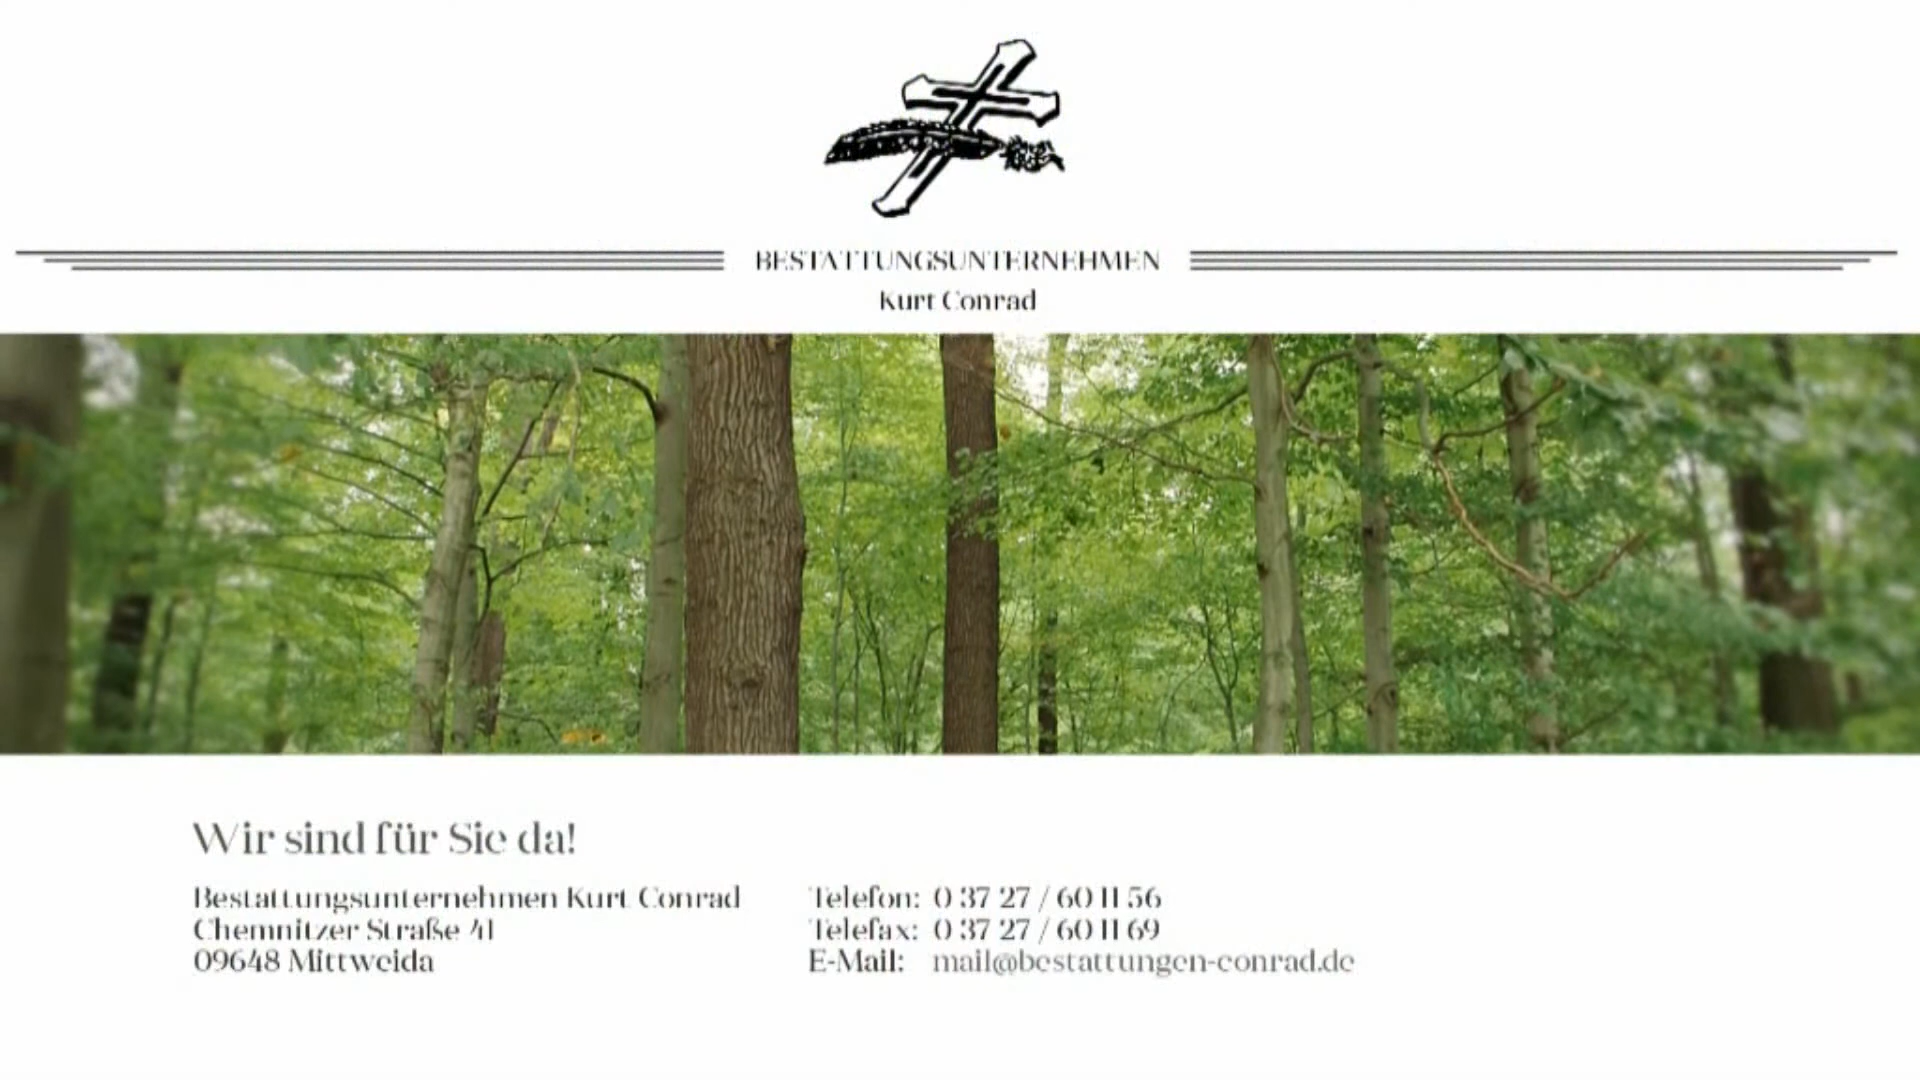 BESTATTUNGSUNTERNEHMEN
Kurt Conrad
Wir sind für Sie da!
Bestattungsunternehmen Kurt Conrad
Chemnitzer Straße 41
09648 Mittweida
Telefon: 0 37 27 / 60 11 56
Telefax: 0 37 27 / 60 11 69
E-Mail: mail@bestattungen-conrad.de